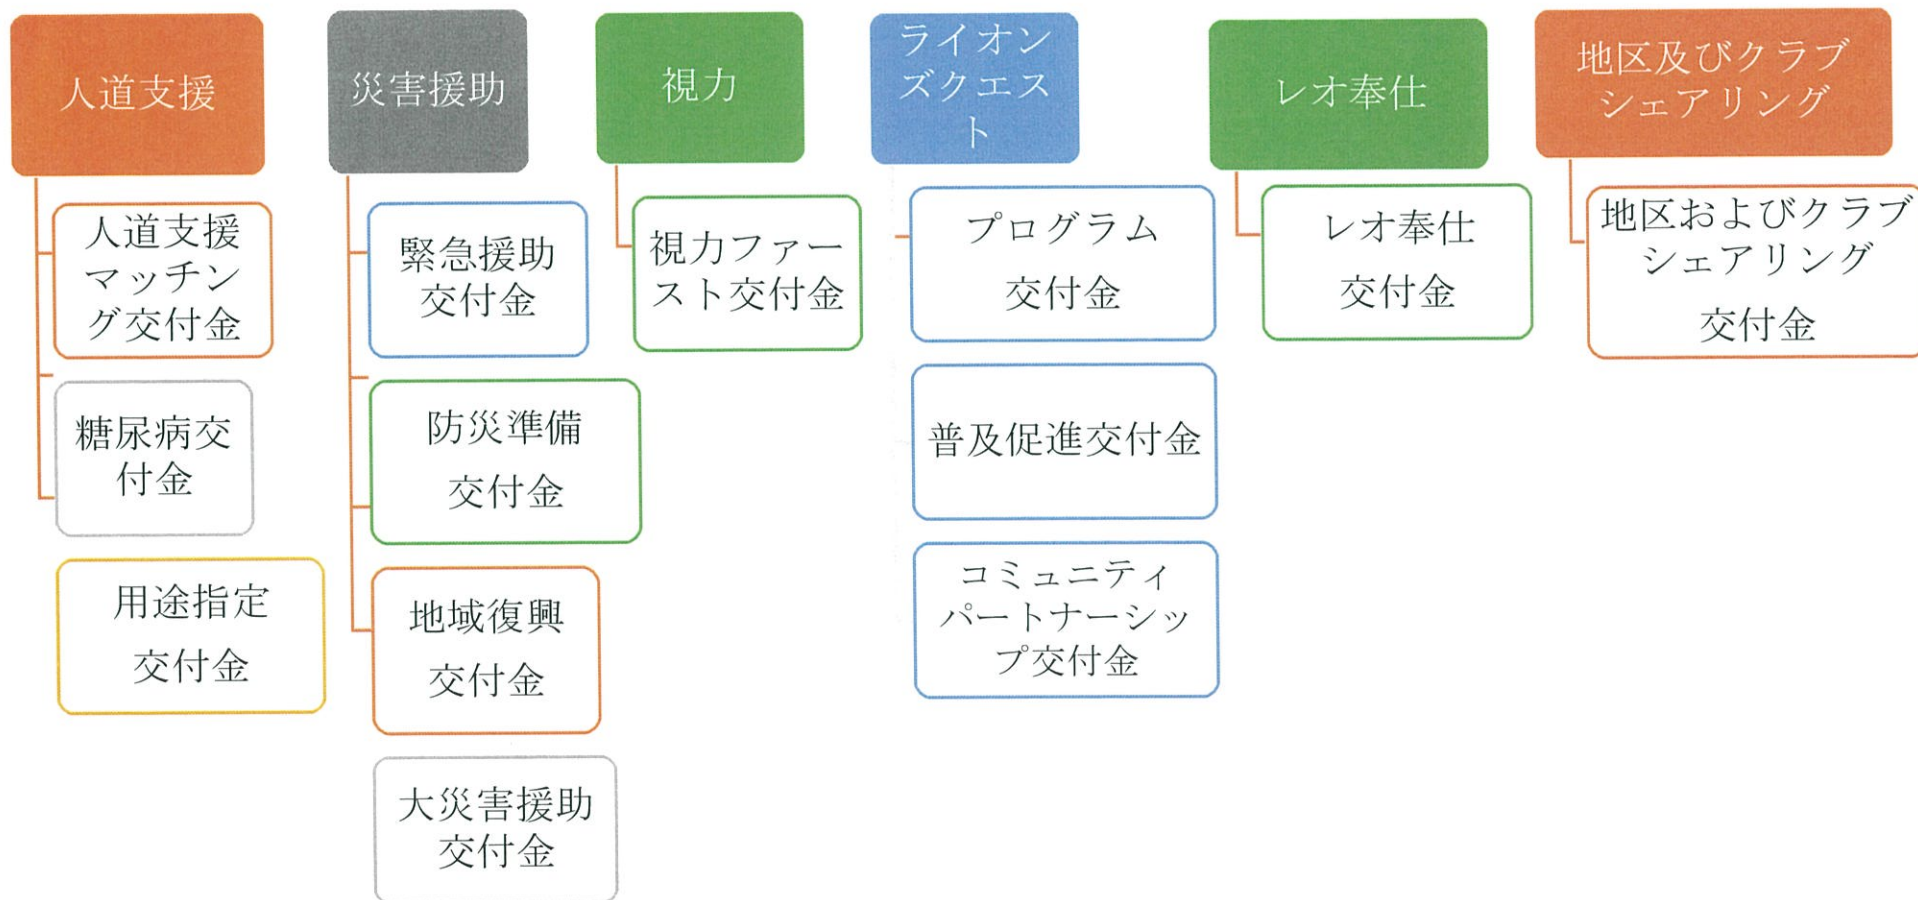 人道支援
人道支援
マッチン
グ交付金
糖尿病交
付金
用途指定
交付金
災害援助
緊急援助
交付金
防災準備
交付金
地域復興
交付金
大災害援助
交付金
視力
視力ファー
スト交付金
ライオン
ズクエス
ト
プログラム
交付金
普及促進交付金
コミュニティ
パートナーシッ
プ交付金
レオ奉仕
レオ奉仕
交付金
地区及びクラブ
シェアリング
地区およびクラブ
シェアリング
交付金